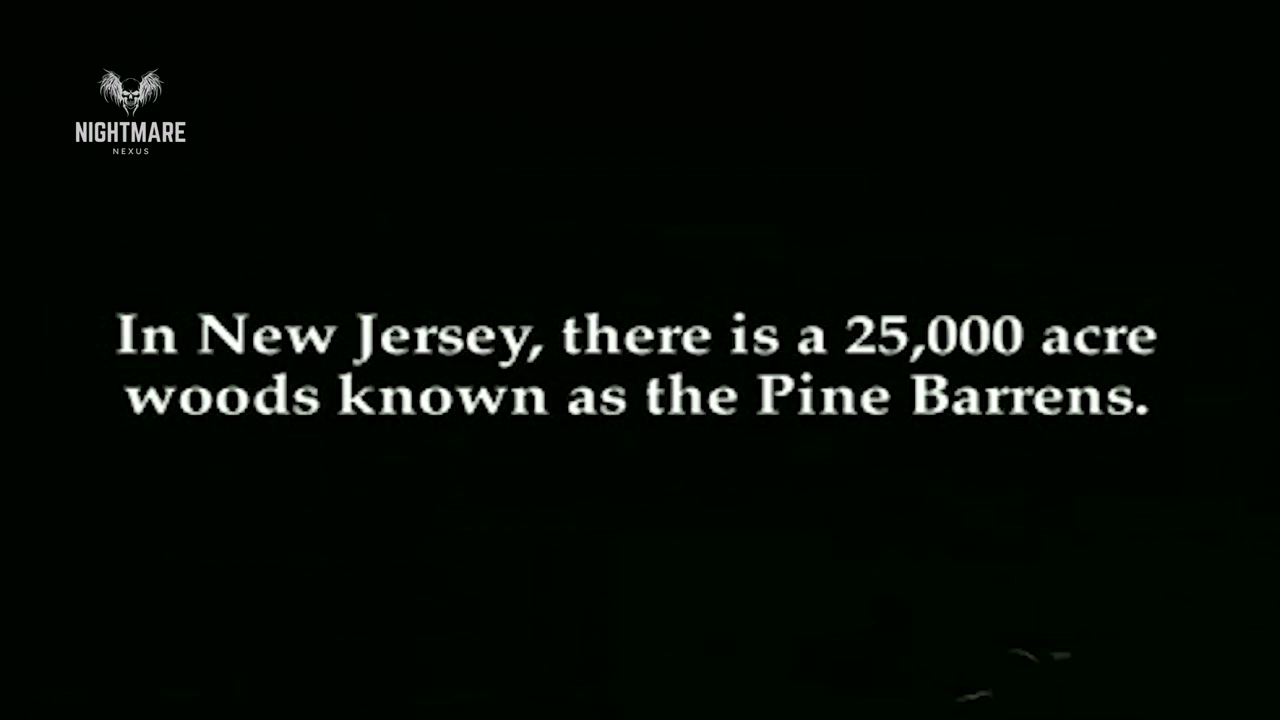 NIGHTMARE
NEXUS
In New Jersey, there is a 25,000 acre
woods known as the Pine Barrens.